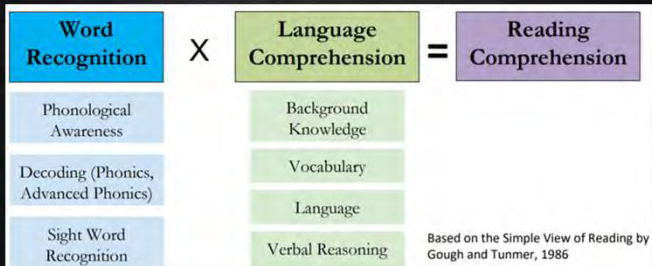 Word
Recognition
X
Language
Comprehension
=
Reading
Comprehension
Phonological
Awareness
Decoding (Phonics,
Advanced Phonics)
Sight Word
Recognition
Background
Knowledge
Vocabulary
Language
Verbal Reasoning
Based on the Simple View of Reading by
Gough and Tunmer, 1986